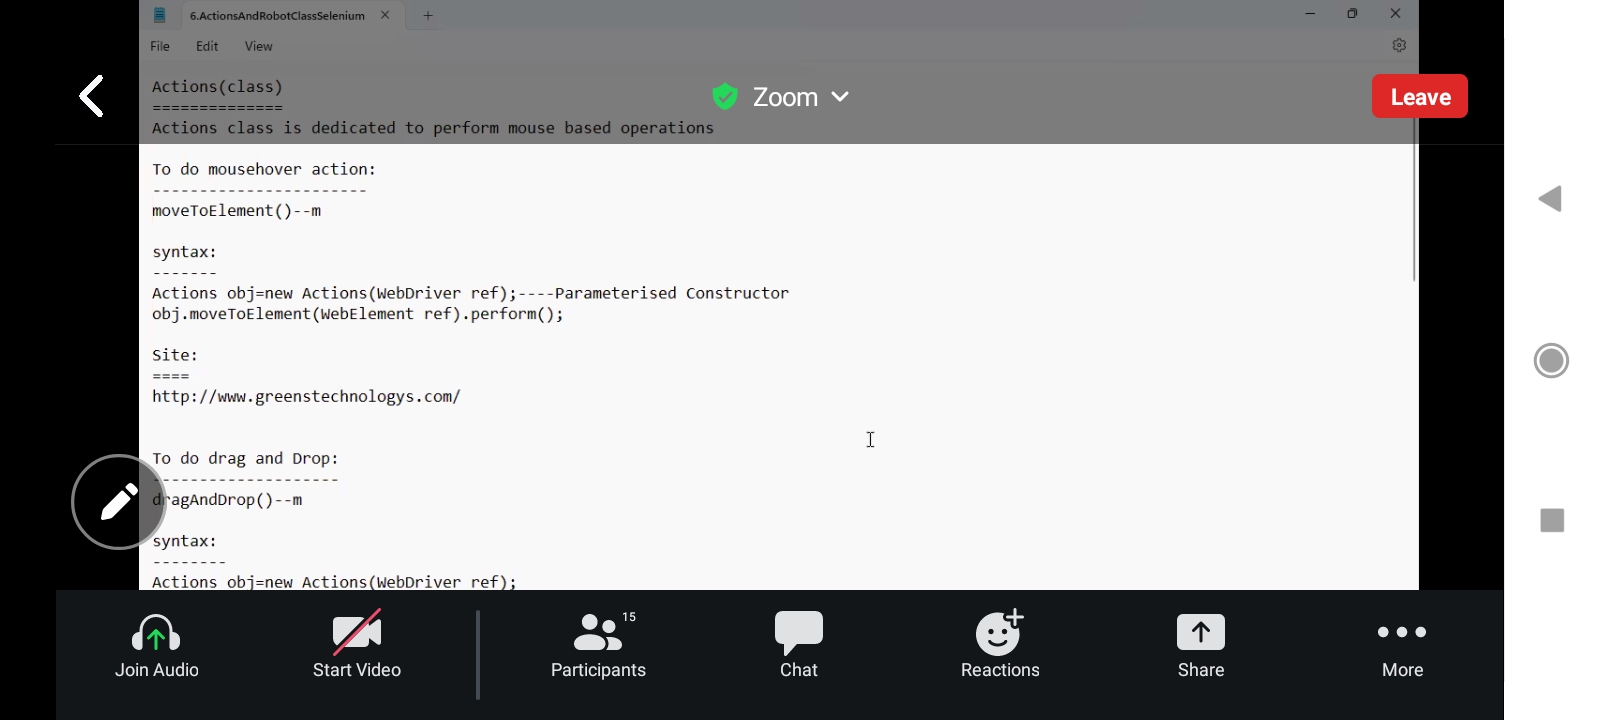 6.ActionsAndRobotClassSelenium
File Edit View
Actions(class)
==============
Zoom
Leave
Actions class is dedicated to perform mouse based operations
To do mousehover action:
-----------------------
moveToElement()--m
syntax:
-------
Actions obj=new Actions(WebDriver ref);----Parameterised Constructor
obj.moveToElement(WebElement ref).perform();
Site:
====
http://www.greenstechnologys.com/
To do drag and Drop:
--------------------
dragAndDrop()--m
syntax:
--------
Actions obj=new Actions(WebDriver ref);
15
Join Audio Start Video Participants Chat Reactions Share More